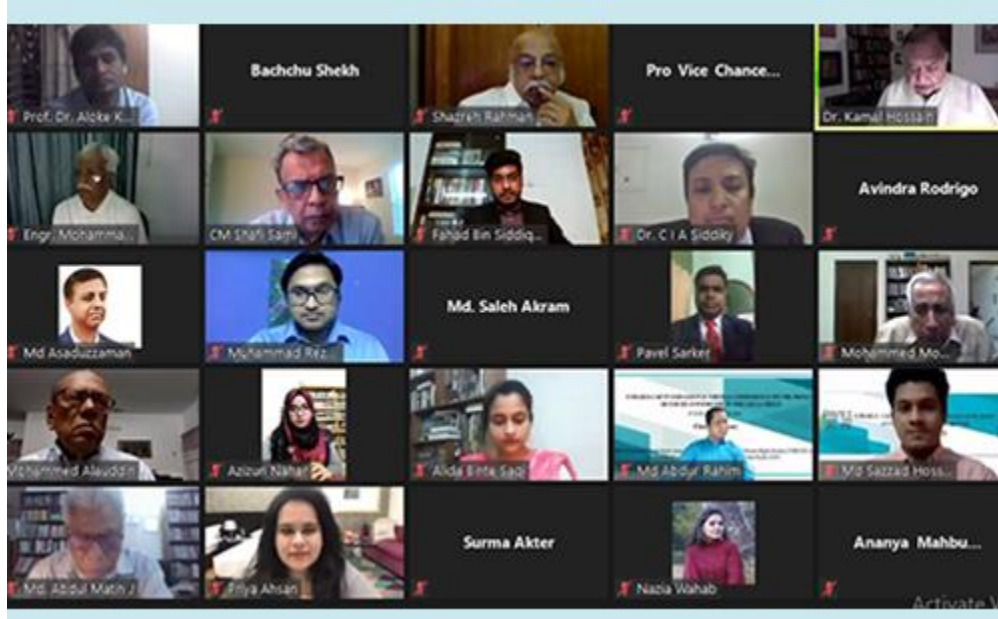 Prof. Dr. Aloke K...
Bachchu Shekh
Shazreh Rahman
Pro Vice Chance...
Dr. Kamal Hossain
Engr. Mohamma...
CM Shafi Sami
Fahad Bin Siddiq...
Dr. C I A Siddiky
Avindra Rodrigo
Md Asaduzzaman
Muhammad Rez...
Md. Saleh Akram
Pavel Sarker
Mohammed Mo...
Mohammed Alauddin
Azizun Nahar
Alida Binte Saqi
Md Abdur Rahim
Md Sazzad Hoss...
Md. Abdul Matin J
Priya Ahsan
Surma Akter
Nazia Wahab
Ananya Mahbu...
Activate